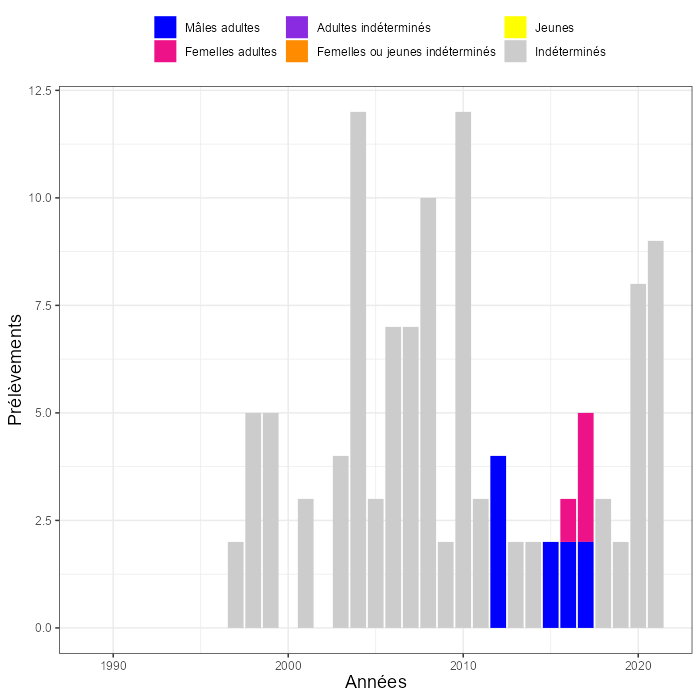 Mâles adultes Adultes indéterminés Jeunes
Femelles adultes Femelles ou jeunes indéterminés Indéterminés
12.5
10.0
7.5
5.0
2.5
0.0
Prélèvements
1990 2000 2010 2020
Années